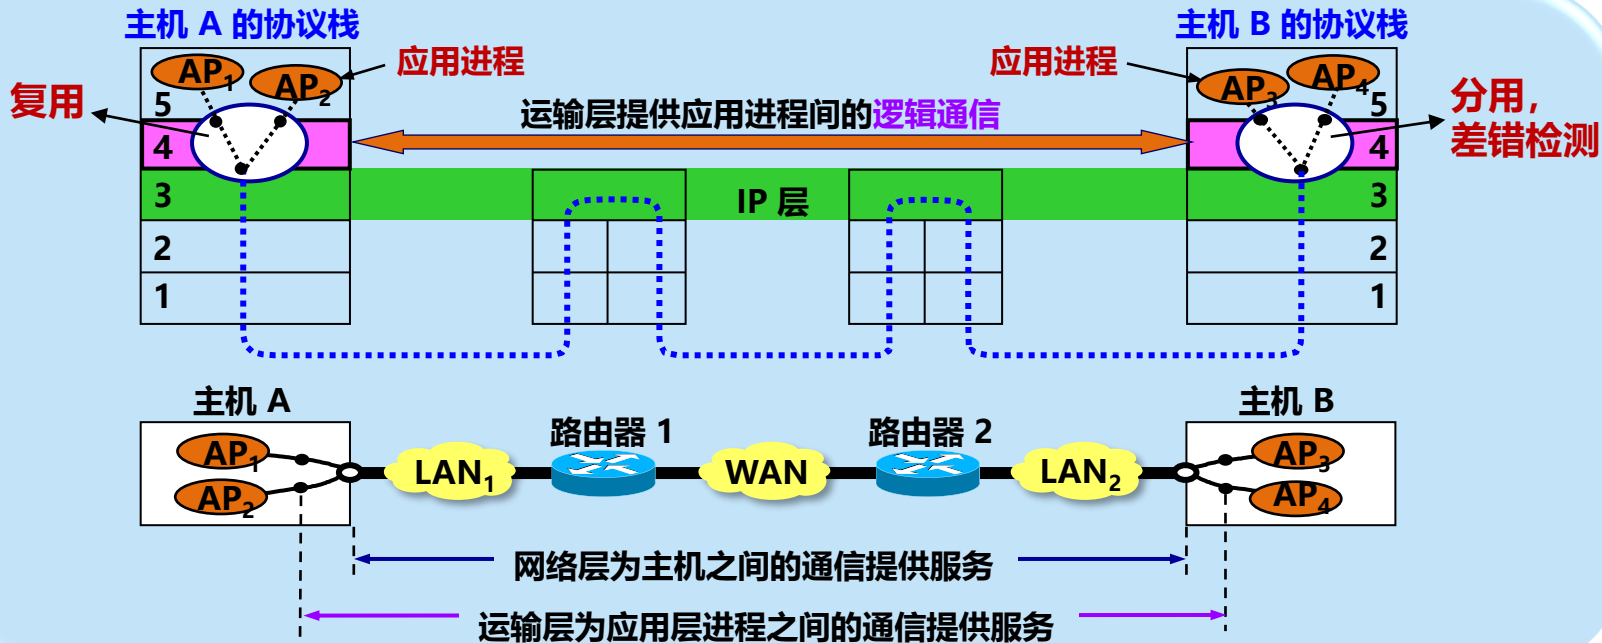 主机 A 的协议栈
主机 B 的协议栈
AP1
AP2
应用进程
应用进程
AP3
AP4
复用
5
5
分用，
差错检测
运输层提供应用进程间的逻辑通信
4
4
3
IP 层
3
2
2
1
1
主机 A
主机 B
路由器 1
路由器 2
AP1
AP2
LAN1
WAN
LAN2
AP3
AP4
网络层为主机之间的通信提供服务
运输层为应用层进程之间的通信提供服务